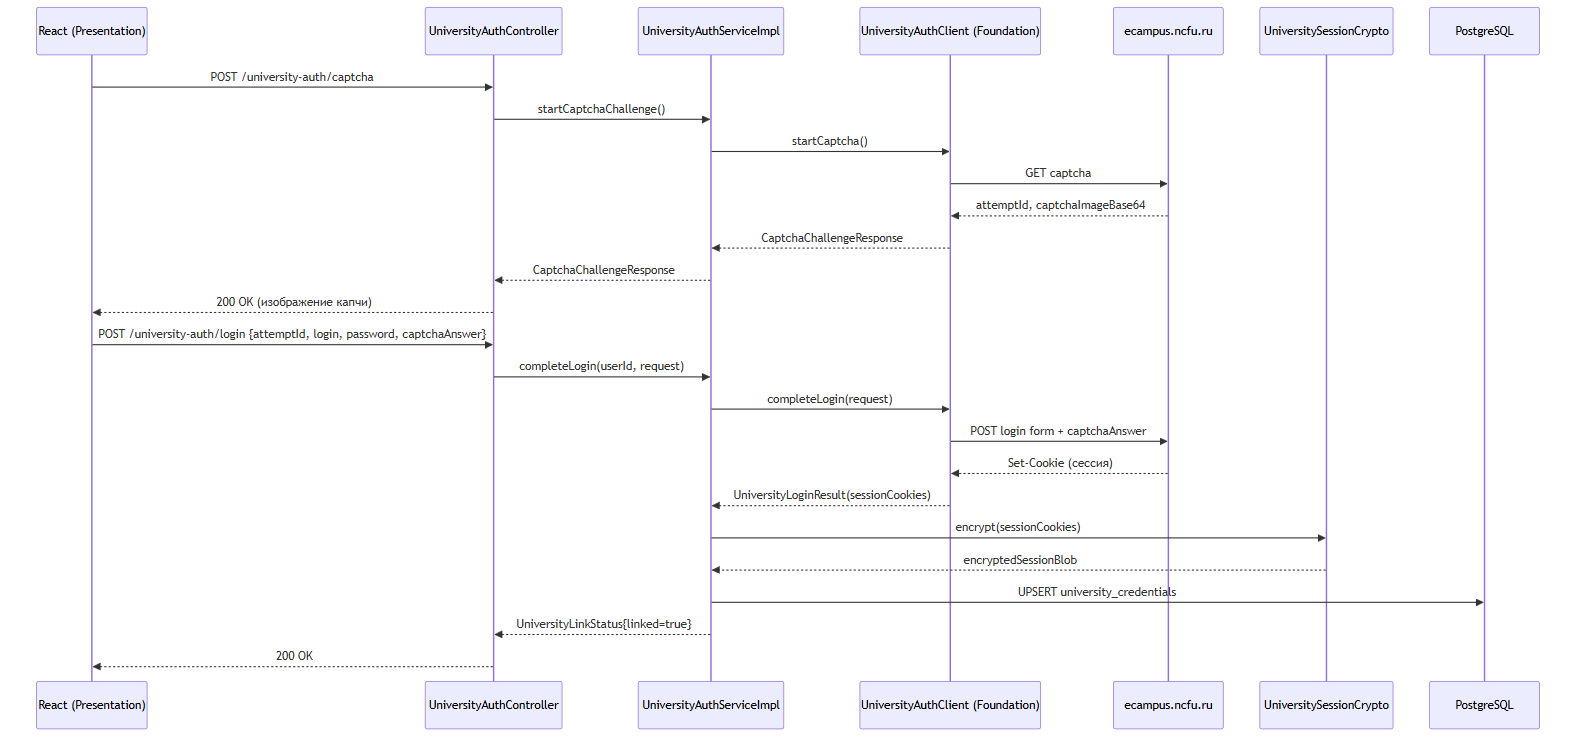 React (Presentation)
UniversityAuthController
UniversityAuthServiceImpl
UniversityAuthClient (Foundation)
ecampus.ncfu.ru
UniversitySessionCrypto
PostgreSQL
POST /university-auth/captcha
startCaptchaChallenge()
startCaptcha()
GET captcha
attemptId, captchaImageBase64
CaptchaChallengeResponse
CaptchaChallengeResponse
200 OK (изображение капчи)
POST /university-auth/login {attemptId, login, password, captchaAnswer}
completeLogin(userId, request)
completeLogin(request)
POST login form + captchaAnswer
Set-Cookie (сессия)
UniversityLoginResult(sessionCookies)
encrypt(sessionCookies)
encryptedSessionBlob
UPSERT university_credentials
UniversityLinkStatus{linked=true}
200 OK
React (Presentation)
UniversityAuthController
UniversityAuthServiceImpl
UniversityAuthClient (Foundation)
ecampus.ncfu.ru
UniversitySessionCrypto
PostgreSQL